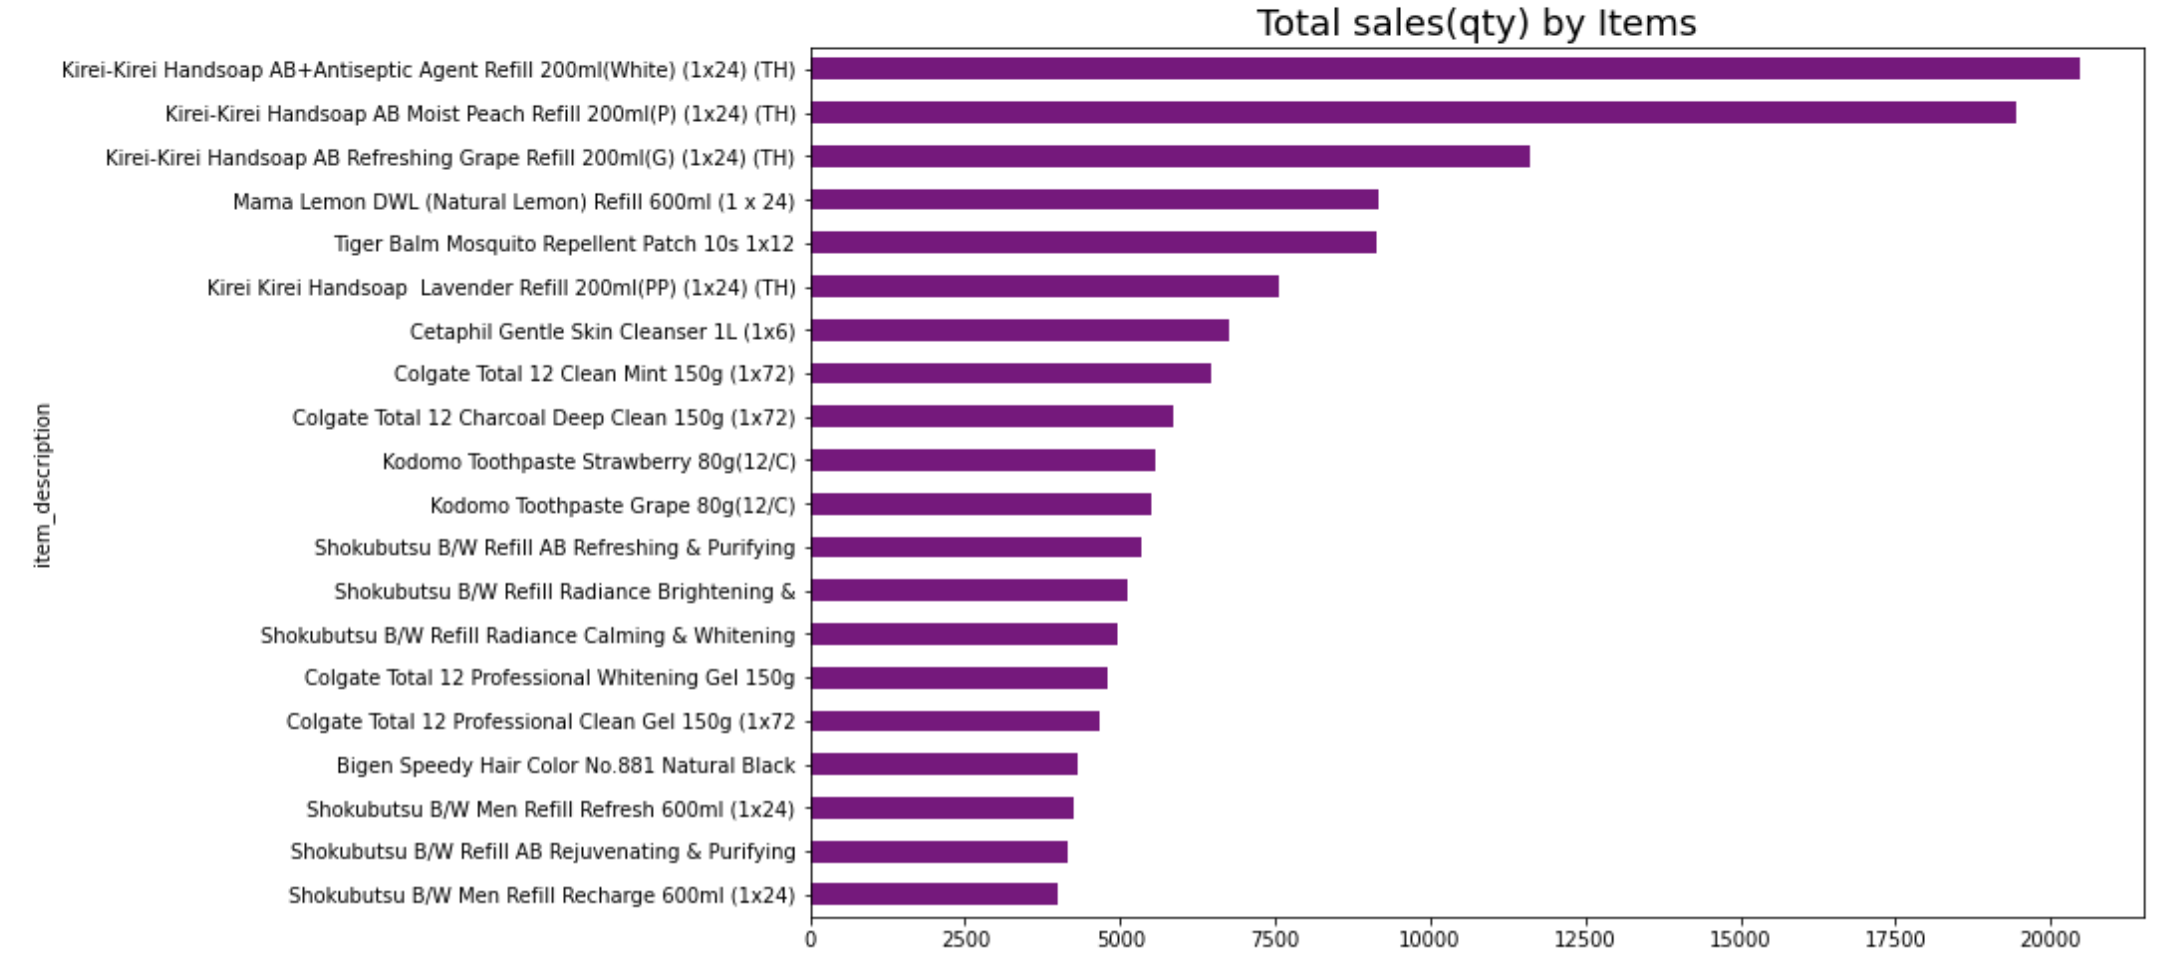 Total sales(qty) by Items
Kirei-Kirei Handsoap AB+Antiseptic Agent Refill 200ml(White) (1x24) (TH)
Kirei-Kirei Handsoap AB Moist Peach Refill 200ml(P) (1x24) (TH)
Kirei-Kirei Handsoap AB Refreshing Grape Refill 200ml(G) (1x24) (TH)
Mama Lemon DWL (Natural Lemon) Refill 600ml (1 x 24)
Tiger Balm Mosquito Repellent Patch 10s 1x12
Kirei Kirei Handsoap  Lavender Refill 200ml(PP) (1x24) (TH)
Cetaphil Gentle Skin Cleanser 1L (1x6)
Colgate Total 12 Clean Mint 150g (1x72)
Colgate Total 12 Charcoal Deep Clean 150g (1x72)
Kodomo Toothpaste Strawberry 80g(12/C)
Kodomo Toothpaste Grape 80g(12/C)
Shokubutsu B/W Refill AB Refreshing & Purifying
Shokubutsu B/W Refill Radiance Brightening &
Shokubutsu B/W Refill Radiance Calming & Whitening
Colgate Total 12 Professional Whitening Gel 150g
Colgate Total 12 Professional Clean Gel 150g (1x72
Bigen Speedy Hair Color No.881 Natural Black
Shokubutsu B/W Men Refill Refresh 600ml (1x24)
Shokubutsu B/W Refill AB Rejuvenating & Purifying
Shokubutsu B/W Men Refill Recharge 600ml (1x24)
item_description
0 2500 5000 7500 10000 12500 15000 17500 20000